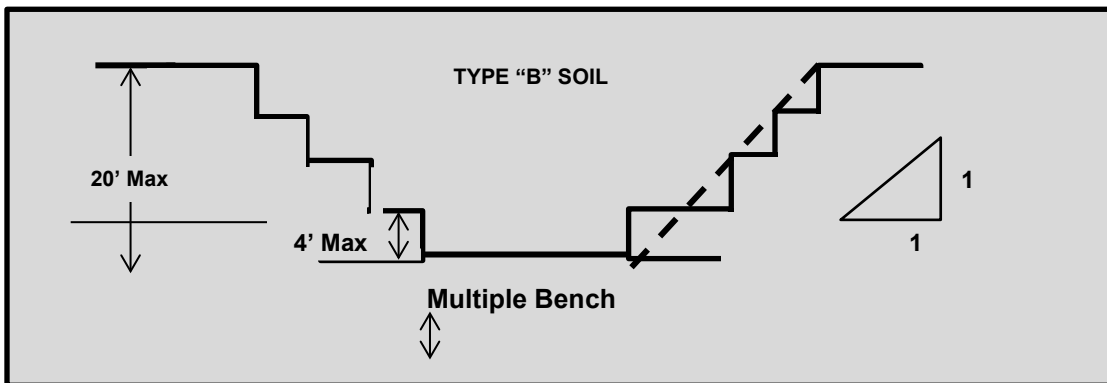 TYPE “B” SOIL
20’ Max
1
4’ Max
1
Multiple Bench